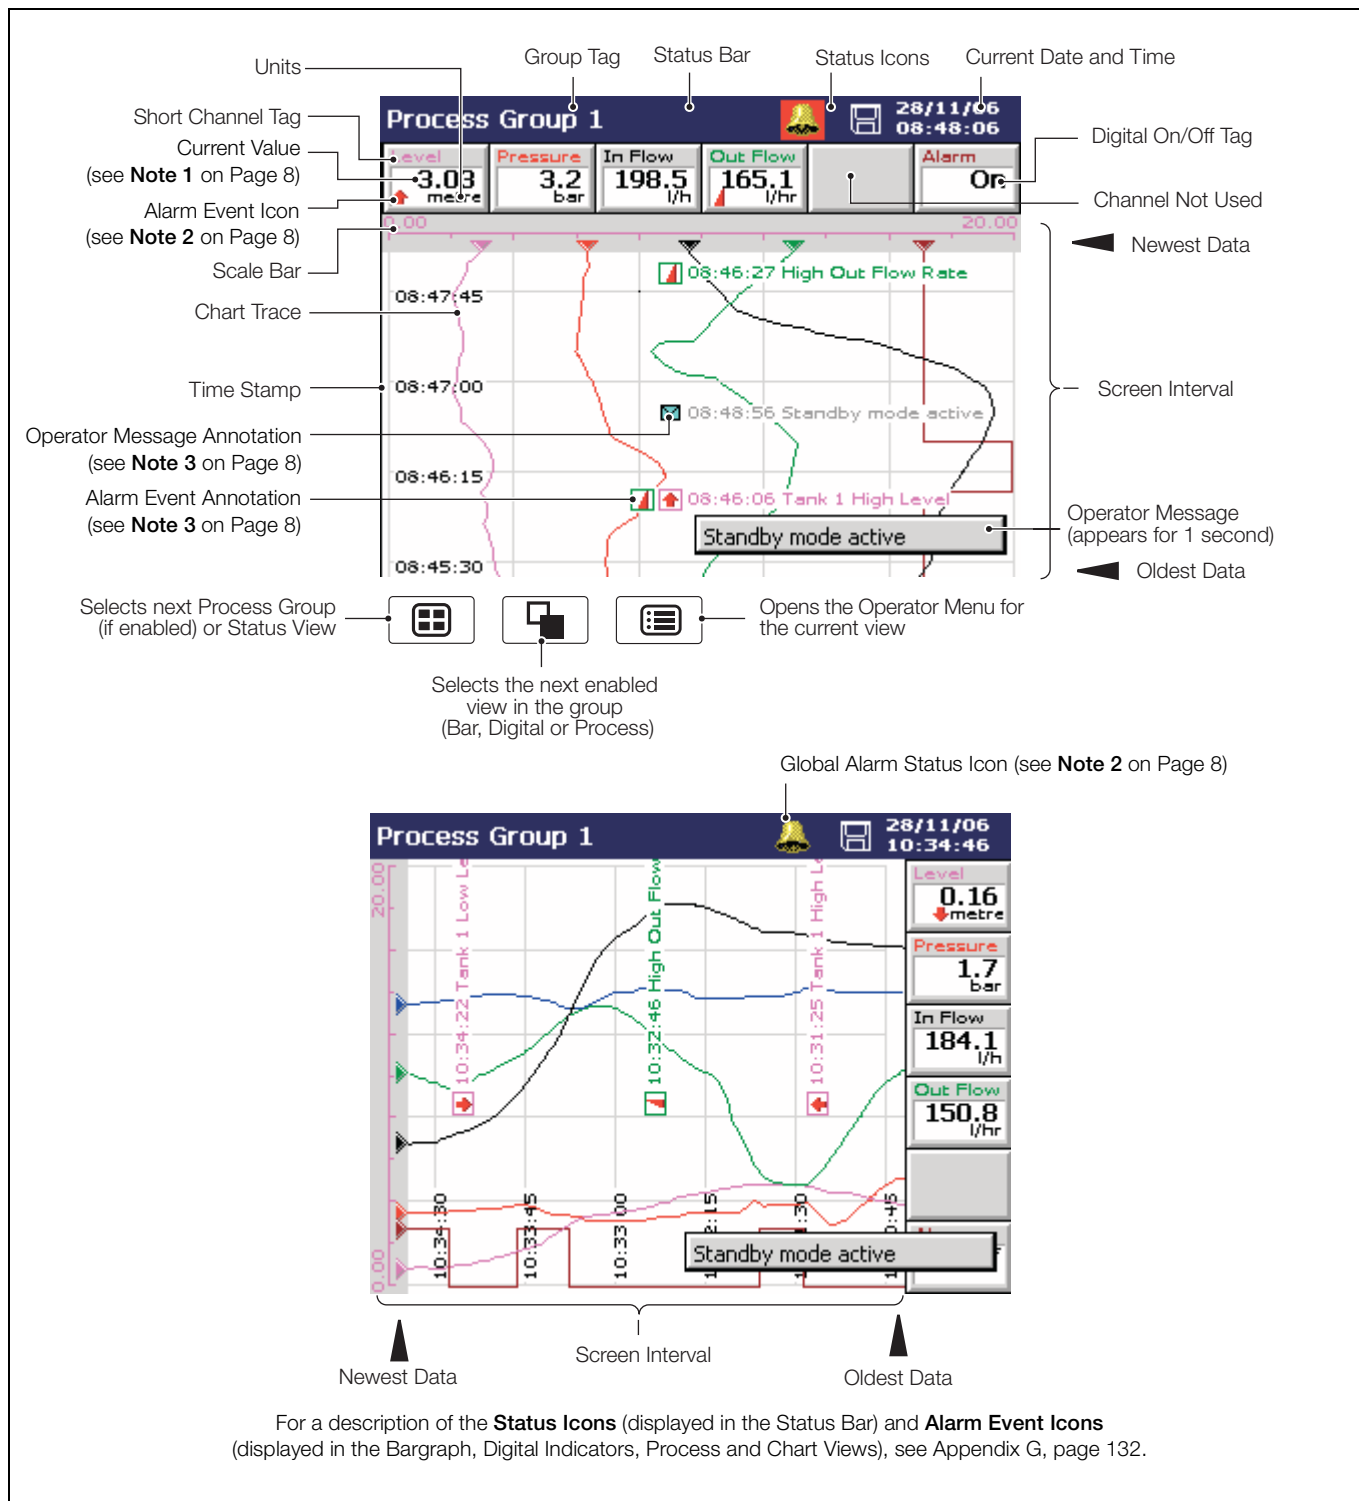 Units
Group Tag
Status Bar
Status Icons
Current Date and Time
Short Channel Tag
Current Value
(see Note 1 on Page 8)
Alarm Event Icon
(see Note 2 on Page 8)
Scale Bar
Chart Trace
Time Stamp
Operator Message Annotation
(see Note 3 on Page 8)
Alarm Event Annotation
(see Note 3 on Page 8)
Process Group 1
28/11/06
08:48:06
Level
3.03
metre
Pressure
3.2
bar
In Flow
198.5
l/h
Out Flow
165.1
l/hr
Alarm
On
0.00
20.00
08:46:27 High Out Flow Rate
08:47:45
08:47:00
08:48:56 Standby mode active
08:46:15
08:46:06 Tank 1 High Level
Standby mode active
08:45:30
Digital On/Off Tag
Channel Not Used
Newest Data
Screen Interval
Operator Message
(appears for 1 second)
Oldest Data
Selects next Process Group
(if enabled) or Status View
Opens the Operator Menu for
the current view
Selects the next enabled
view in the group
(Bar, Digital or Process)
Global Alarm Status Icon (see Note 2 on Page 8)
Process Group 1
28/11/06
10:34:46
20.00
0.00
10:34:22 Tank 1 Low Le
10:32:46 High Out Flow
10:31:25 Tank 1 High Le
Level
0.16
metre
Pressure
1.7
bar
In Flow
184.1
l/h
Out Flow
150.8
l/hr
10:34:30
10:33:45
10:33:00
2:15
:30
0:45
Standby mode active
Newest Data
Screen Interval
Oldest Data
For a description of the Status Icons (displayed in the Status Bar) and Alarm Event Icons
(displayed in the Bargraph, Digital Indicators, Process and Chart Views), see Appendix G, page 132.